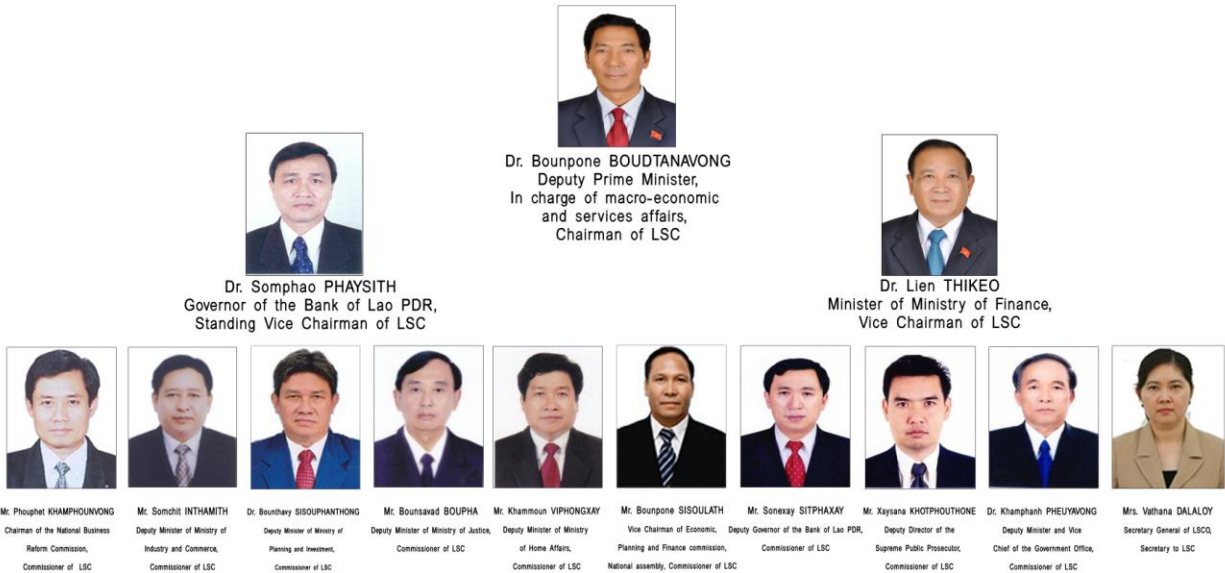 Dr. Bounpone BOUDTANAVONG
Deputy Prime Minister,
In charge of macro-economic
and services affairs,
Chairman of LSC
Dr. Somphao PHAYSITH
Governor of the Bank of Lao PDR,
Standing Vice Chairman of LSC
Dr. Lien THIKEO
Minister of Ministry of Finance,
Vice Chairman of LSC
Mr. Phouphet KHAMPHOUNVONG
Chairman of the National Business
Reform Commission,
Commissioner of LSC
Mr. Somchit INTHAMITH
Deputy Minister of Ministry of
Industry and Commerce,
Commissioner of LSC
Dr. Bounthavy SISOUPHANTHONG
Deputy Minister of Ministry of
Planning and Investment,
Commissioner of LSC
Mr. Bounsavad BOUPHA
Deputy Minister of Ministry of Justice,
Commissioner of LSC
Mr. Khammoun VIPHONGXAY
Deputy Minister of Ministry
of Home Affairs,
Commissioner of LSC
Mr. Bounpone SISOULATH
Vice Chairman of Economic,
Planning and Finance commission,
National assembly, Commissioner of LSC
Mr. Sonexay SITPHAXAY
Deputy Governor of the Bank of Lao PDR,
Commissioner of LSC
Mr. Xaysana KHOTPHOUTHONE
Deputy Director of the
Supreme Public Prosecutor,
Commissioner of LSC
Dr. Khamphanh PHEUYAVONG
Deputy Minister and Vice
Chief of the Government Office,
Commissioner of LSC
Mrs. Vathana DALALOY
Secretary General of LSCO,
Secretary to LSC